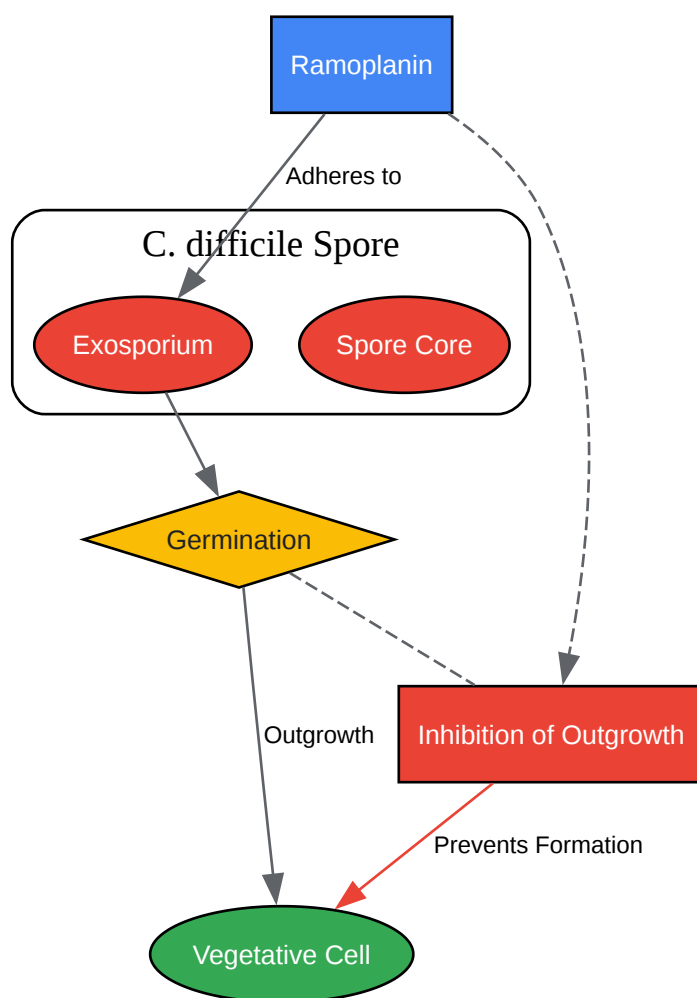 Ramoplanin
Adheres to
C. difficile Spore
Exosporium
Spore Core
Germination
Outgrowth
Inhibition of Outgrowth
Prevents Formation
Vegetative Cell